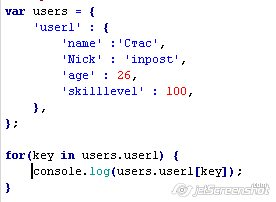 var users = {
'user1' : {
'name' :'Стас',
'Nick' : 'inpost',
'age' : 26,
'skilllevel' : 100,
},
};
for(key in users.user1) {
console.log(users.user1[key]);
}
jetScreenshot